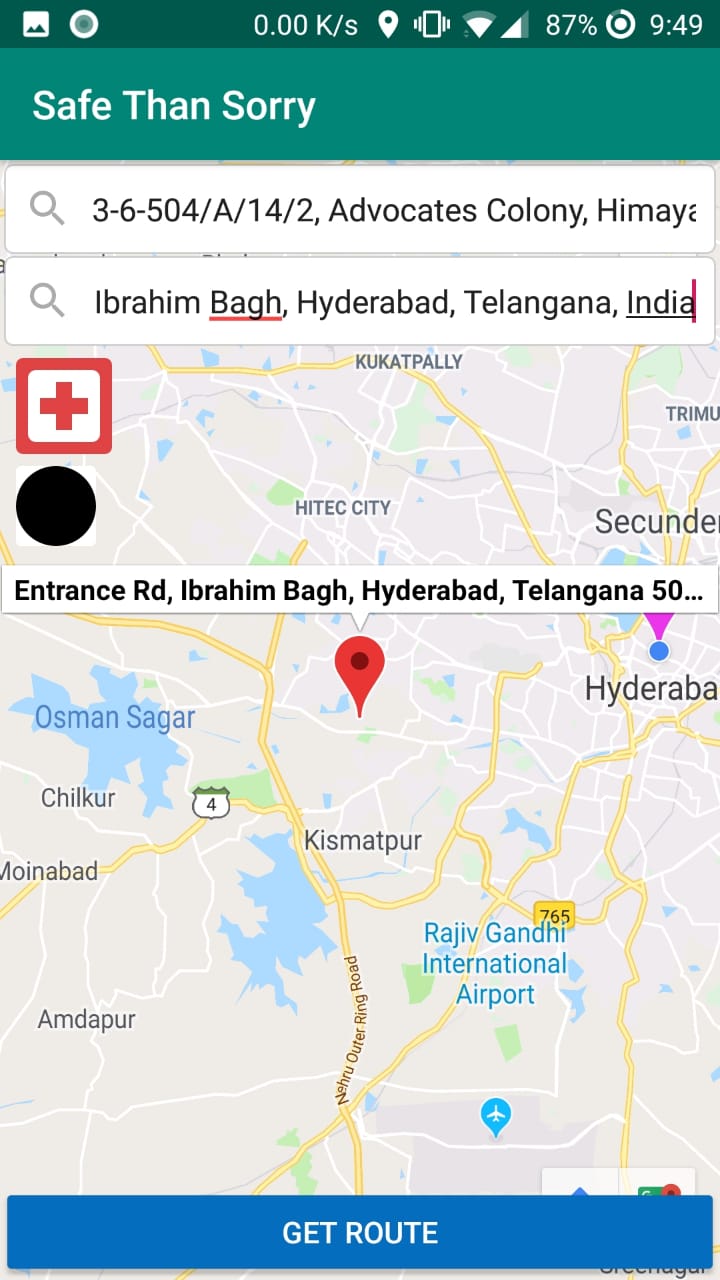 0.00 K/s 87% 9:49
Safe Than Sorry
3-6-504/A/14/2, Advocates Colony, Himaya
Ibrahim Bagh, Hyderabad, Telangana, India
KUKATPALLY
TRIMU
HITEC CITY
Secunder
Entrance Rd, Ibrahim Bagh, Hyderabad, Telangana 50...
Hyderaba
Osman Sagar
Chilkur
4
Kismatpur
Moinabad
765
Rajiv Gandhi
International
Airport
Amdapur
Nehru Outer Ring Road
GET ROUTE